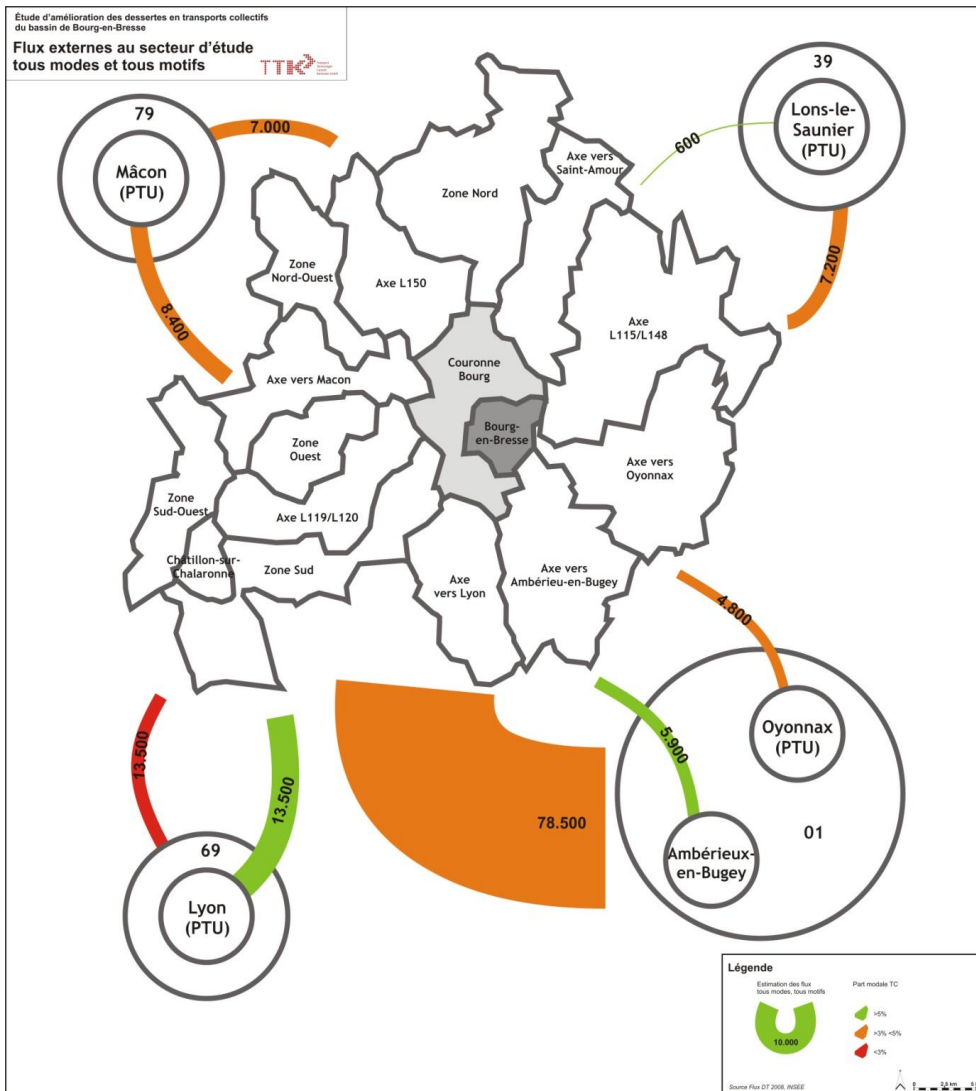 Étude d'amélioration des dessertes en transports collectifs
du bassin de Bourg-en-Bresse
Flux externes au secteur d'étude
tous modes et tous motifs
TTK
79
Mâcon
(PTU)
7.000
8.400
39
Lons-le-
Saunier
(PTU)
600
7.200
Axe vers
Saint-Amour
Zone Nord
Zone
Nord-Ouest
Axe L150
Axe
L115/L148
Couronne
Bourg
Axe vers Macon
Bourg-
en-Bresse
Zone
Ouest
Axe vers
Oyonnax
Zone
Sud-Ouest
Axe L119/L120
Châtillon-sur-
Chalaronne
Zone Sud
Axe
vers Lyon
Axe vers
Ambérieu-en-Bugey
4.800
5.900
Oyonnax
(PTU)
01
Ambérieux-
en-Bugey
13.500
13.500
78.500
69
Lyon
(PTU)
Légende
Estimation des flux
tous modes, tous motifs
Part modale TC
10.000
>5%
>3% <5%
<3%
Source Flux DT 2008, INSEE
0 2,5 km